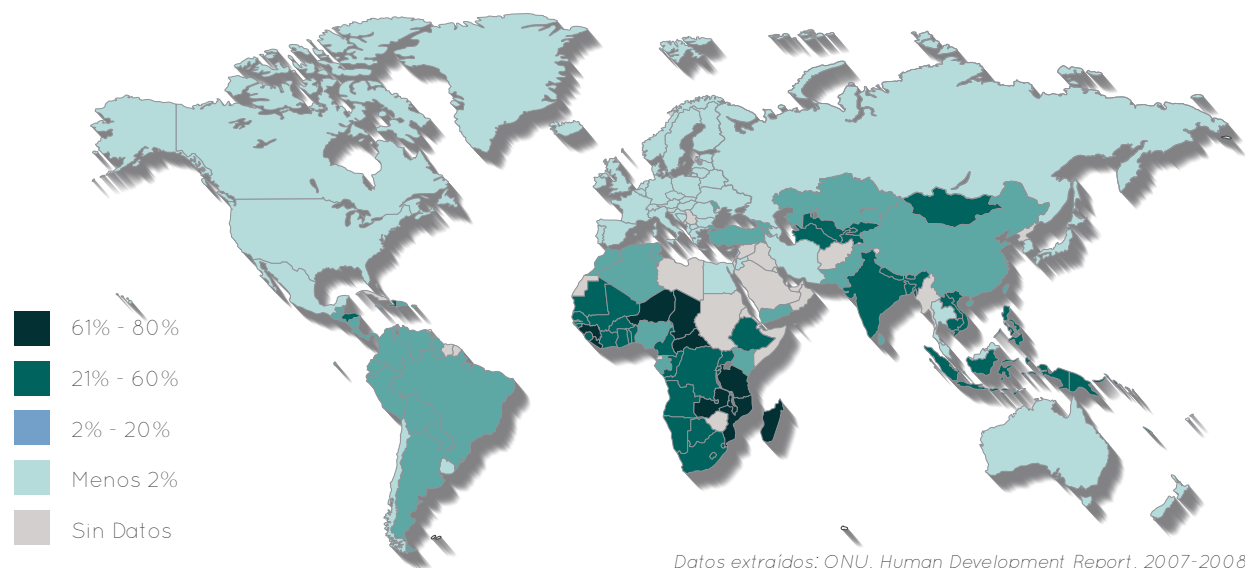 61% - 80%
21% - 60%
2% - 20%
Menos 2%
Sin Datos
Datos extraídos: ONU. Human Development Report. 2007-2008